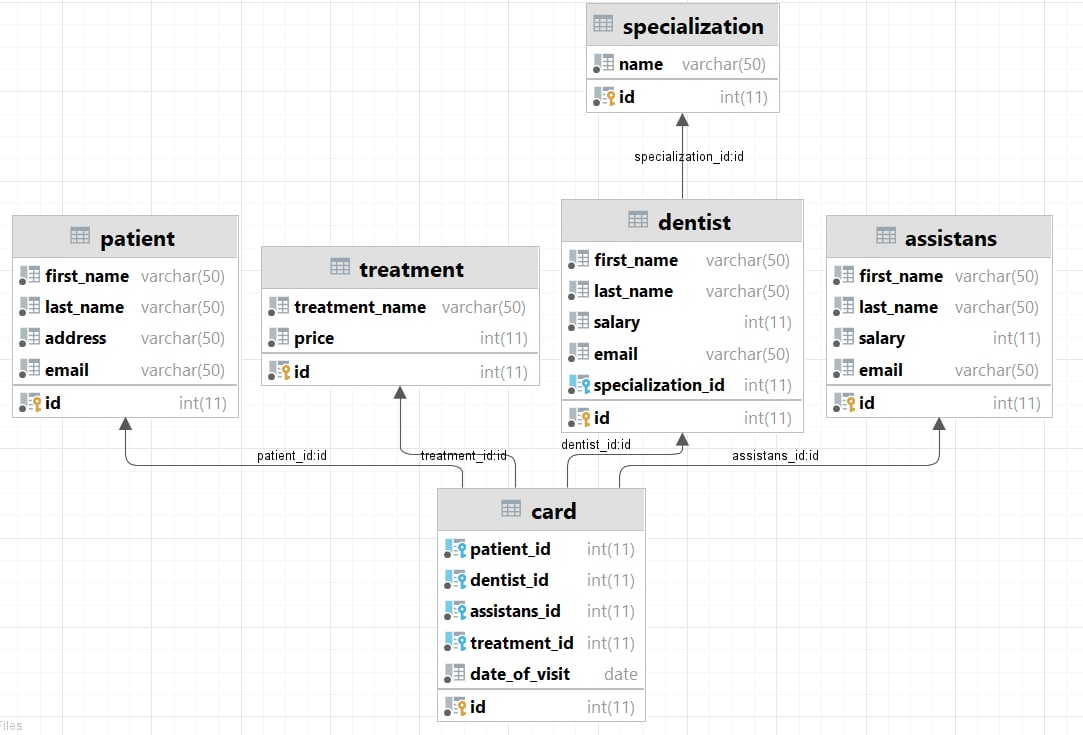 specialization
name varchar(50)
id int(11)
specialization_id:id
patient
first_name varchar(50)
last_name varchar(50)
address varchar(50)
email varchar(50)
id int(11)
treatment
treatment_name varchar(50)
price int(11)
id int(11)
dentist
first_name varchar(50)
last_name varchar(50)
salary int(11)
email varchar(50)
specialization_id int(11)
id int(11)
assistans
first_name varchar(50)
last_name varchar(50)
salary int(11)
email varchar(50)
id int(11)
patient_id:id
treatment_id:id
dentist_id:id
assistans_id:id
card
patient_id int(11)
dentist_id int(11)
assistans_id int(11)
treatment_id int(11)
date_of_visit date
id int(11)
Files